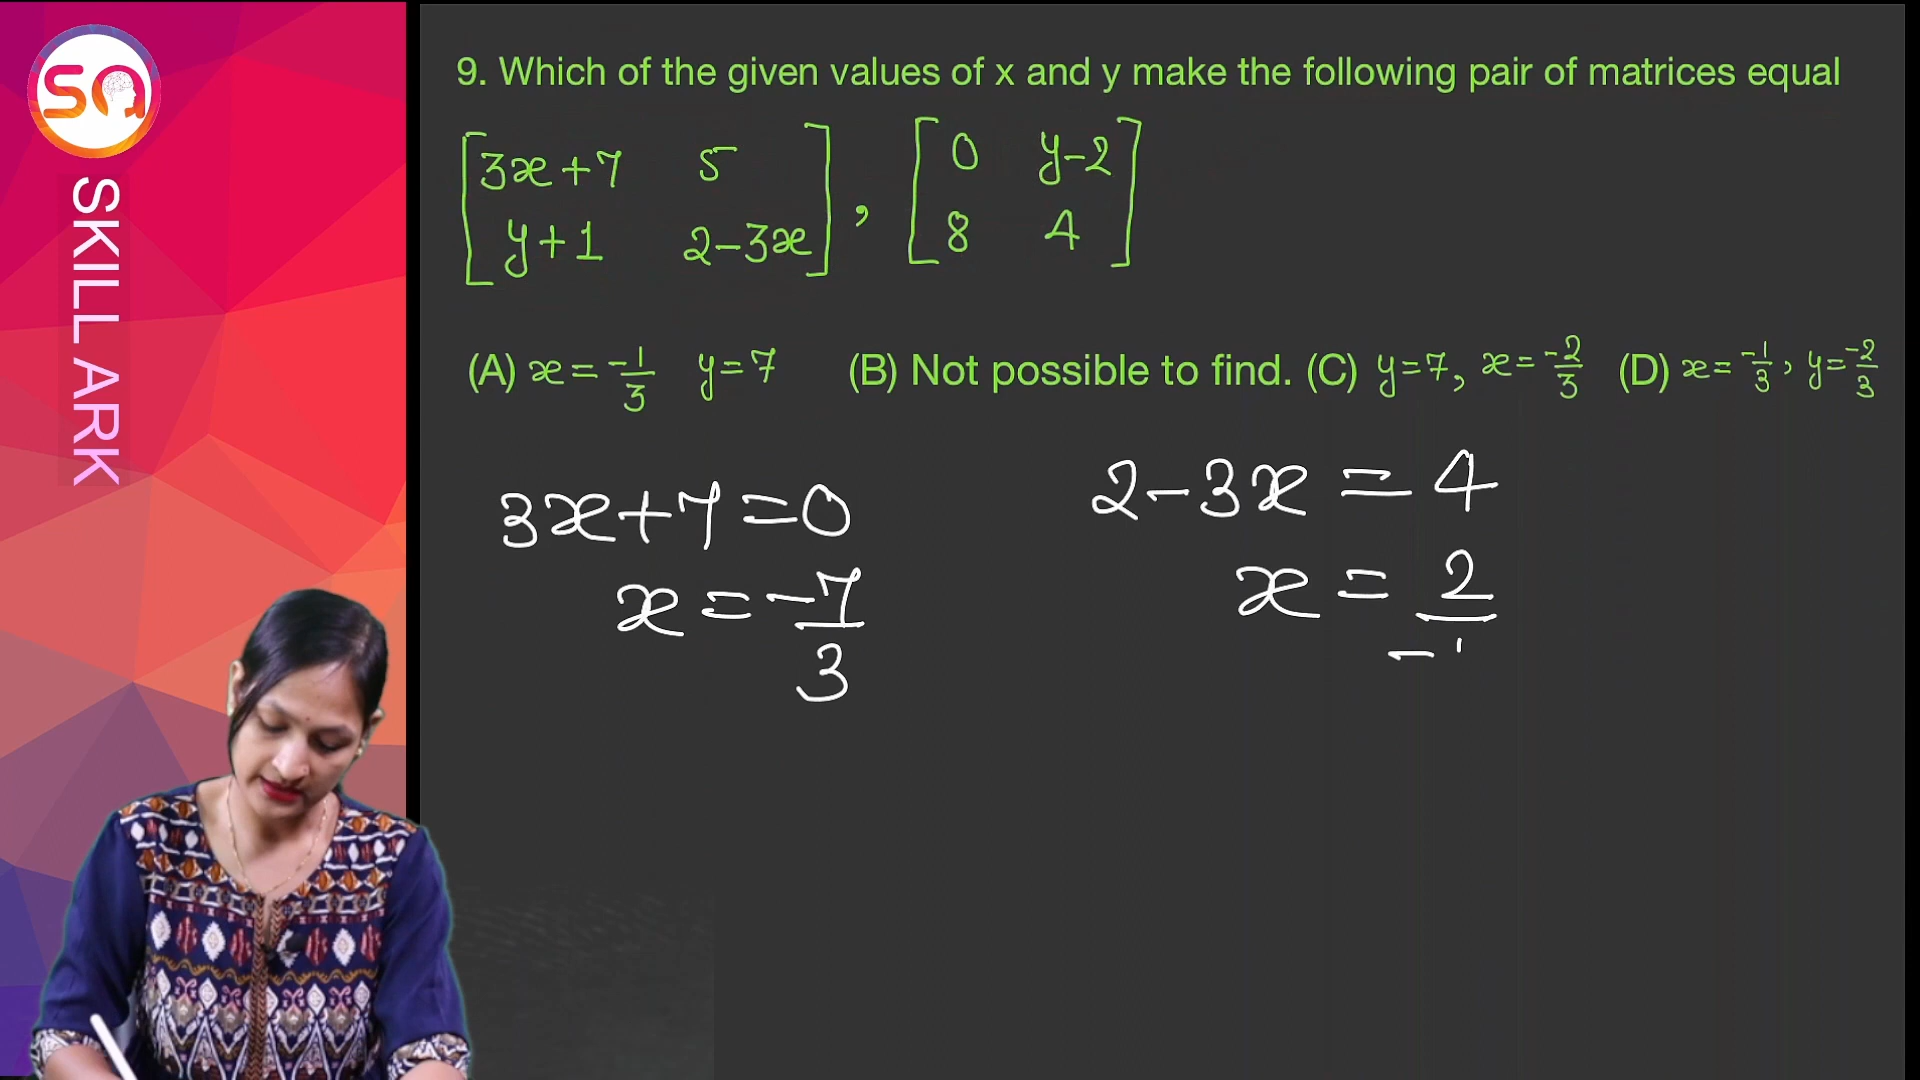 SKILL ARK
9. Which of the given values of x and y make the following pair of matrices equal
[3x+7 5] , [0 y-2]
[y+1 2-3x] [8 4]
(A) x = -1/3 y = 7 (B) Not possible to find. (C) y=7, x = -2/3 (D) x = -1/3, y = -2/3
3x+7=0
x = -7/3
2-3x = 4
x = 2/-